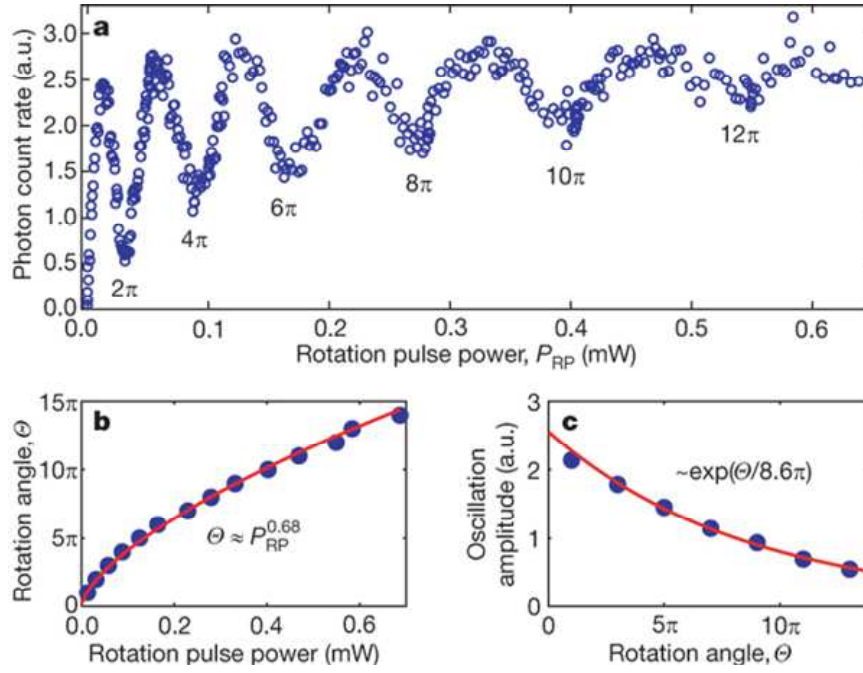 a
Photon count rate (a.u.)
3.0
2.5
2.0
1.5
1.0
0.5
0.0
2π
4π
6π
8π
10π
12π
0.0 0.1 0.2 0.3 0.4 0.5 0.6
Rotation pulse power, P_RP (mW)
b
Rotation angle, Θ
15π
10π
5π
0
Θ ≈ P_RP^0.68
0.0 0.2 0.4 0.6
Rotation pulse power (mW)
c
Oscillation
amplitude (a.u.)
3
2
1
0
~exp(Θ/8.6π)
5π 10π
Rotation angle, Θ